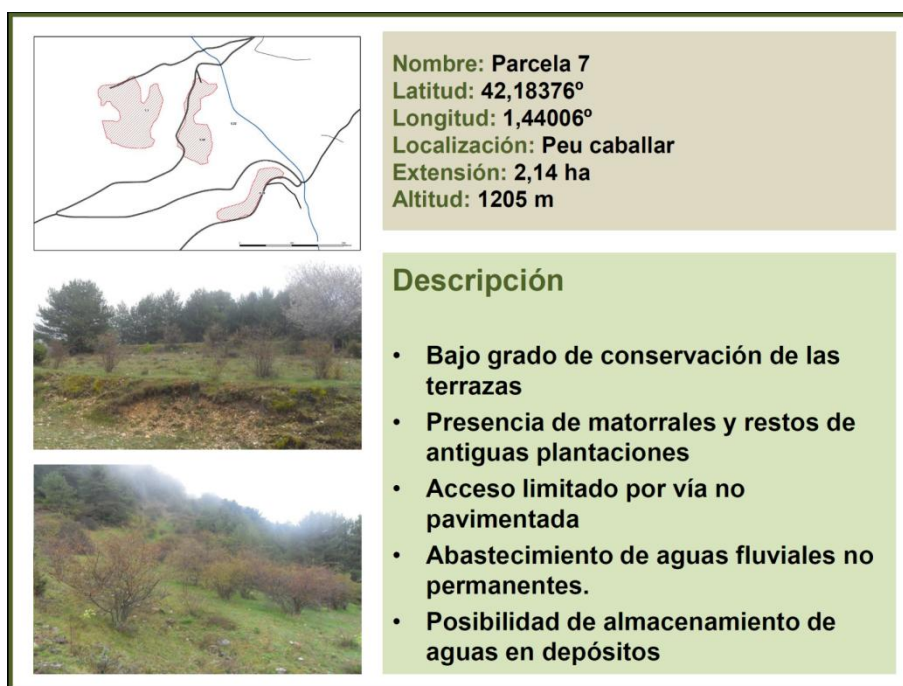 Nombre: Parcela 7
Latitud: 42,18376º
Longitud: 1,44006º
Localización: Peu caballar
Extensión: 2,14 ha
Altitud: 1205 m
Descripción
• Bajo grado de conservación de las
terrazas
• Presencia de matorrales y restos de
antiguas plantaciones
• Acceso limitado por vía no
pavimentada
• Abastecimiento de aguas fluviales no
permanentes.
• Posibilidad de almacenamiento de
aguas en depósitos